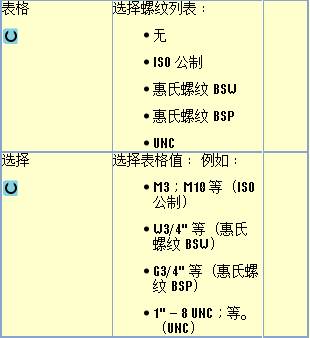 表格
选择螺纹列表：
• 无
• ISO 公制
• 惠氏螺纹 BSW
• 惠氏螺纹 BSP
• UNC
选择
选择表格值： 例如：
• M3；M10 等（ISO
公制）
• W3/4" 等（惠氏
螺纹 BSW）
• G3/4" 等（惠氏螺
纹 BSP）
• 1" – 8 UNC；等。
（UNC）